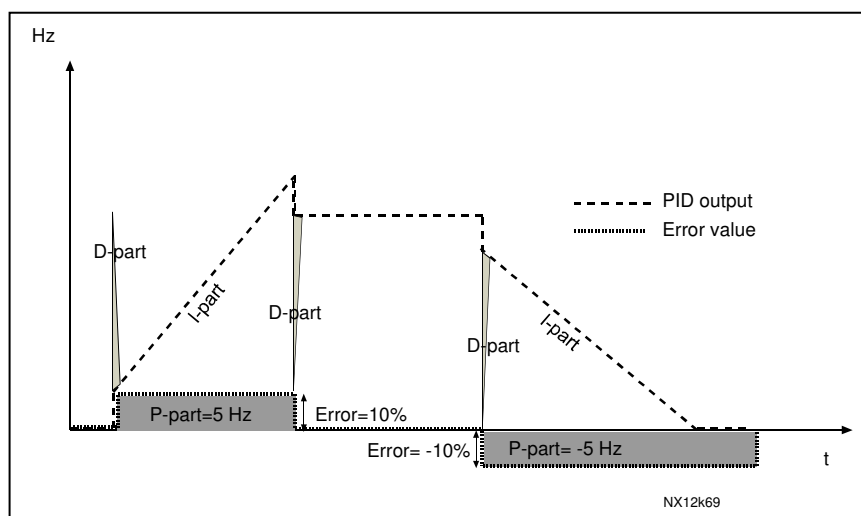 Hz
PID output
Error value
D-part
I-part
D-part
D-part
I-part
P-part=5 Hz
Error=10%
Error= -10%
P-part= -5 Hz
t
NX12k69